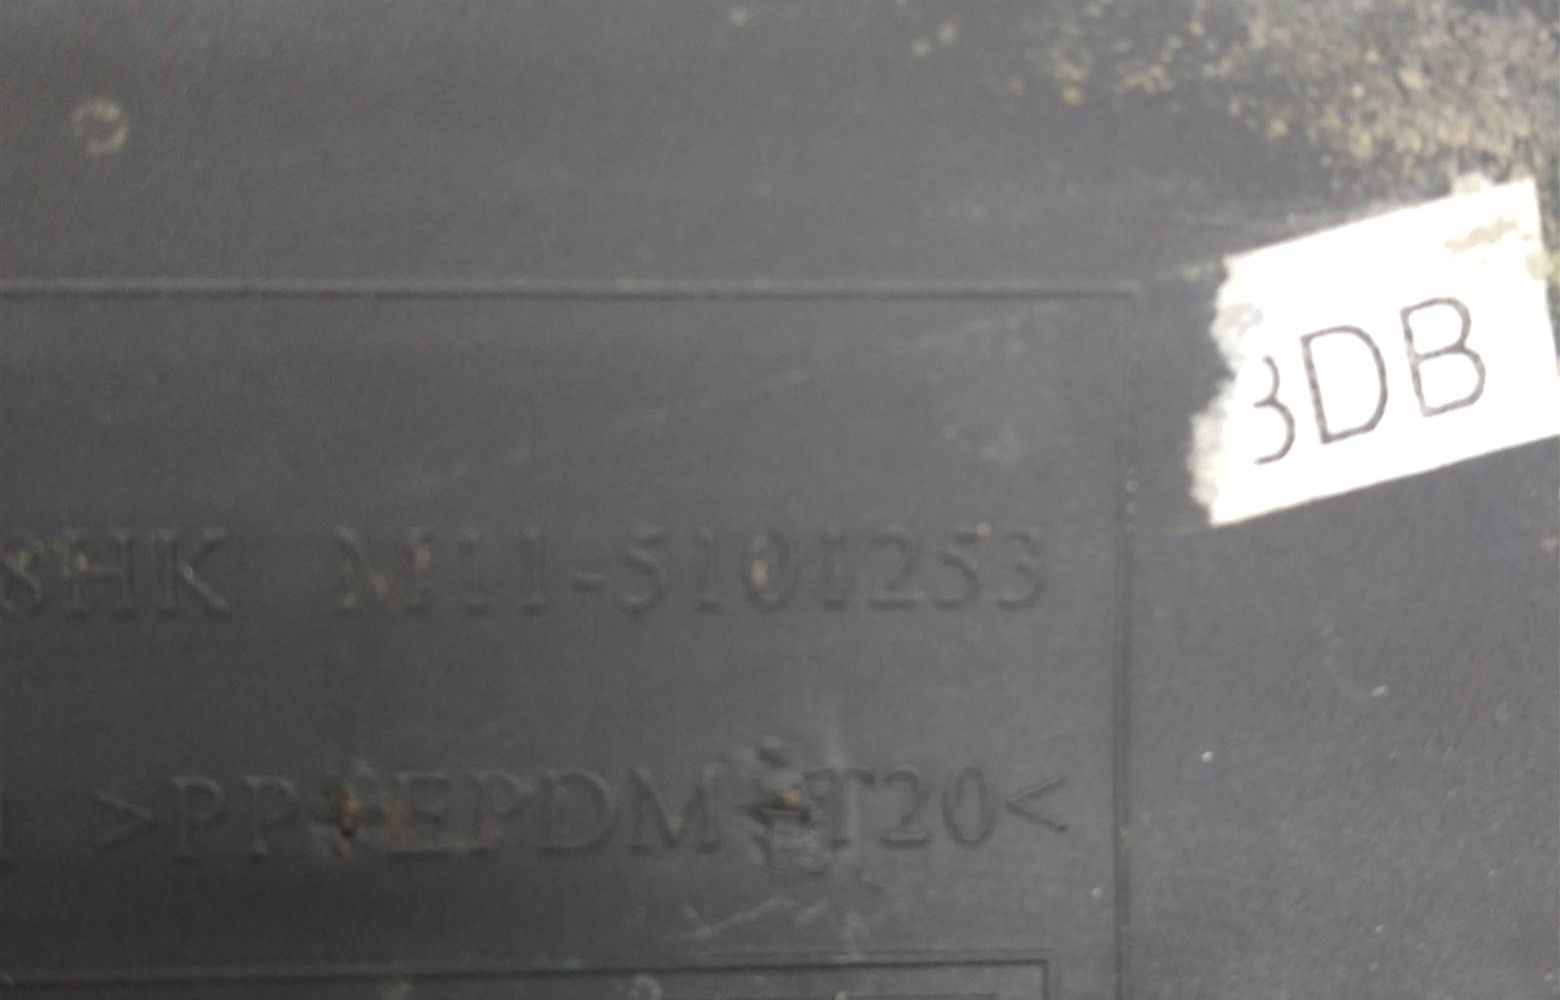 3DB
8HK M11-5101253
>PP+EPDM-T20<